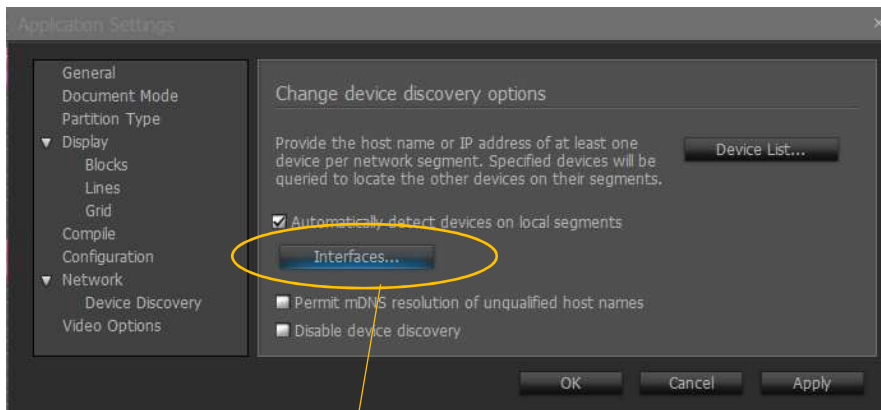 Application Settings
General
Document Mode
Partition Type
Display
Blocks
Lines
Grid
Compile
Configuration
Network
Device Discovery
Video Options
Change device discovery options
Provide the host name or IP address of at least one
device per network segment. Specified devices will be
queried to locate the other devices on their segments.
Device List...
Automatically detect devices on local segments
Interfaces...
Permit mDNS resolution of unqualified host names
Disable device discovery
OK
Cancel
Apply